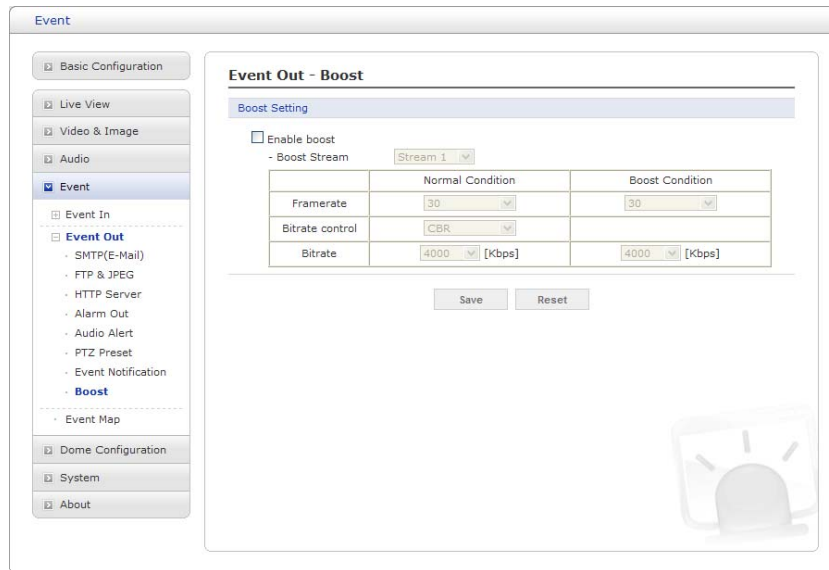 Event
Basic Configuration
Live View
Video & Image
Audio
Event
Event In
Event Out
SMTP(E-Mail)
FTP & JPEG
HTTP Server
Alarm Out
Audio Alert
PTZ Preset
Event Notification
Boost
Event Map
Dome Configuration
System
About
Event Out - Boost
Boost Setting
Enable boost
- Boost Stream Stream 1
Normal Condition Boost Condition
Framerate 30 30
Bitrate control CBR
Bitrate 4000 [Kbps] 4000 [Kbps]
Save Reset